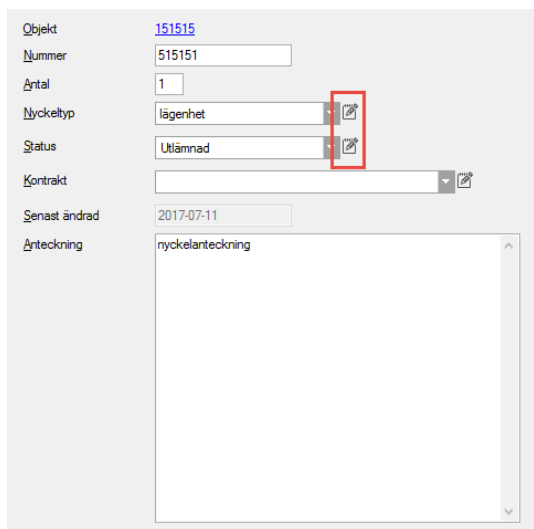 Objekt 151515
Nummer 515151
Antal 1
Nyckeltyp lägenhet
Status Utlämnad
Kontrakt
Senast ändrad 2017-07-11
Anteckning nyckelanteckning